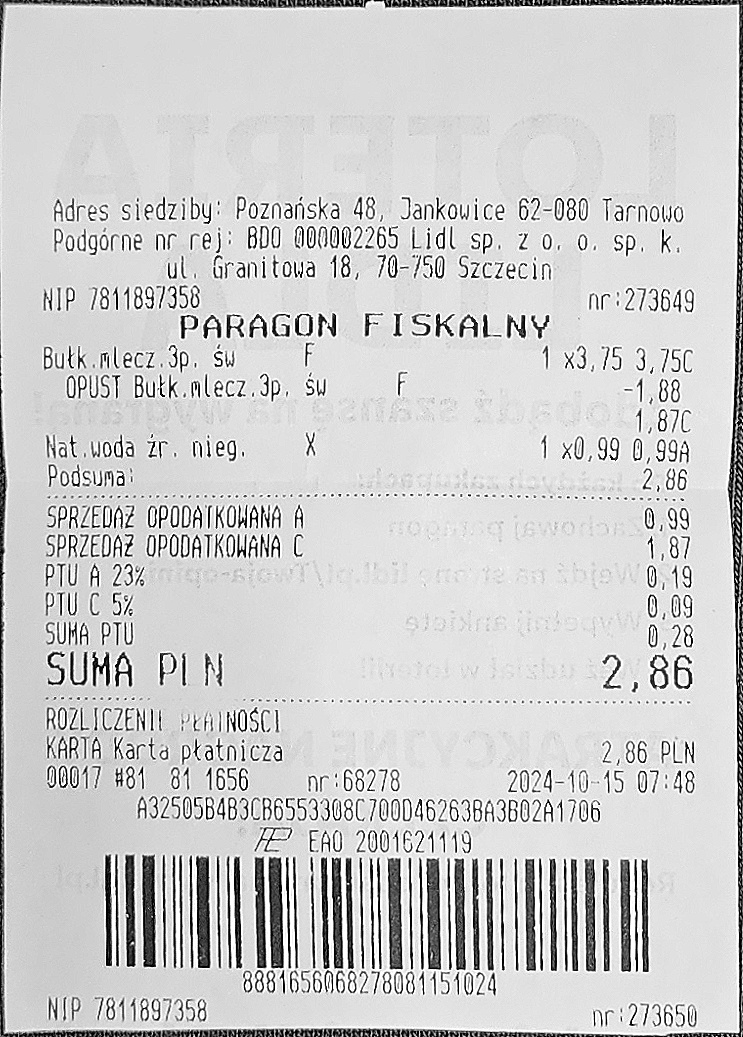 Adres siedziby: Poznańska 48, Jankowice 62-080 Tarnowo
Podgórne nr rej: BDO 000002265 Lidl sp. z o. o. sp. k.
ul. Granitowa 18, 70-750 Szczecin
NIP 7811897358 nr:273649
PARAGON FISKALNY
Bułk.mlecz.3p. św F 1 x3,75 3,75C
OPUST Bułk.mlecz.3p. św F -1,88
1,87C
Nat.woda źr. nieg. X 1 x0,99 0,99A
Podsuma: 2,86
SPRZEDAŻ OPODATKOWANA A 0,99
SPRZEDAŻ OPODATKOWANA C 1,87
PTU A 23% 0,19
PTU C 5% 0,09
SUMA PTU 0,28
SUMA PLN 2,86
ROZLICZENIE PŁATNOŚCI
KARTA Karta płatnicza 2,86 PLN
00017 #81 81 1656 nr:68278 2024-10-15 07:48
A32505B4B3CB6553308C700D46263BA3B02A1706
EAO 2001621119
8881656068278081151024
NIP 7811897358 nr:273650